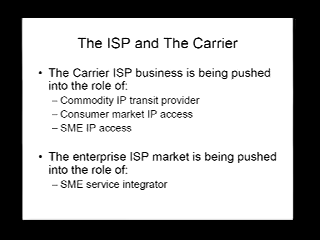 The ISP and The Carrier
• The Carrier ISP business is being pushed
into the role of:
– Commodity IP transit provider
– Consumer market IP access
– SME IP access
• The enterprise ISP market is being pushed
into the role of:
– SME service integrator